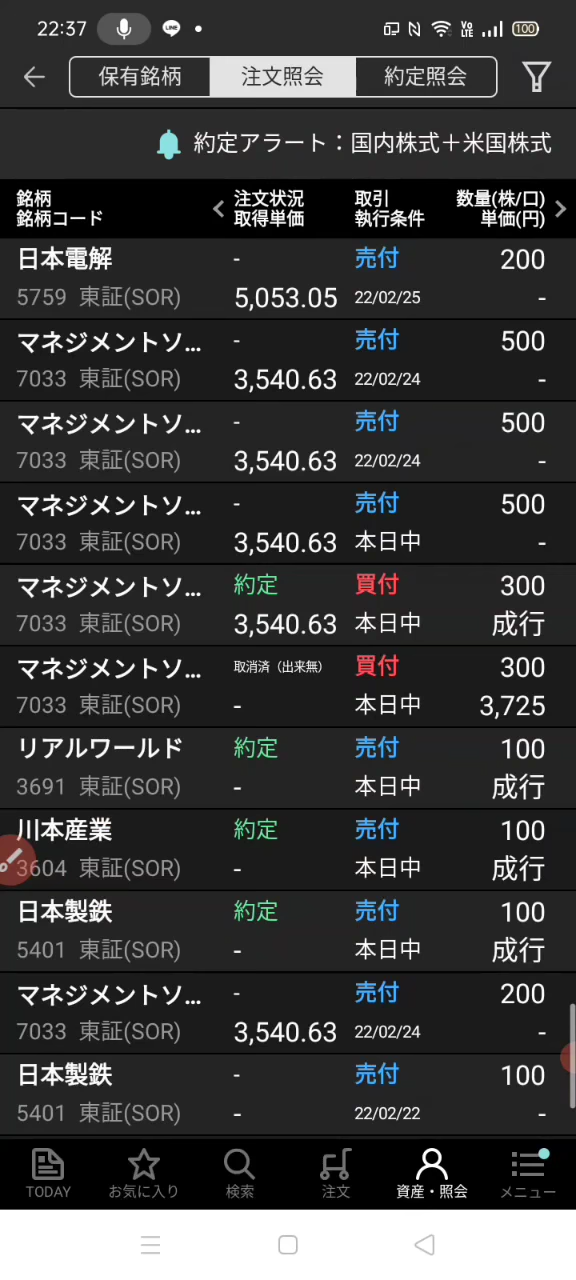 22:37 LINE VoLTE 100
保有銘柄 注文照会 約定照会
約定アラート：国内株式＋米国株式
銘柄 注文状況 取引 数量(株/口)
銘柄コード 取得単価 執行条件 単価(円)
日本電解 - 売付 200
5759 東証(SOR) 5,053.05 22/02/25 -
マネジメントソ... - 売付 500
7033 東証(SOR) 3,540.63 22/02/24 -
マネジメントソ... - 売付 500
7033 東証(SOR) 3,540.63 22/02/24 -
マネジメントソ... - 売付 500
7033 東証(SOR) 3,540.63 本日中 -
マネジメントソ... 約定 買付 300
7033 東証(SOR) 3,540.63 本日中 成行
マネジメントソ... 取消済（出来無） 買付 300
7033 東証(SOR) - 本日中 3,725
リアルワールド 約定 売付 100
3691 東証(SOR) - 本日中 成行
川本産業 約定 売付 100
3604 東証(SOR) - 本日中 成行
日本製鉄 約定 売付 100
5401 東証(SOR) - 本日中 成行
マネジメントソ... - 売付 200
7033 東証(SOR) 3,540.63 22/02/24 -
日本製鉄 - 売付 100
5401 東証(SOR) - 22/02/22 -
TODAY お気に入り 検索 注文 資産・照会 メニュー